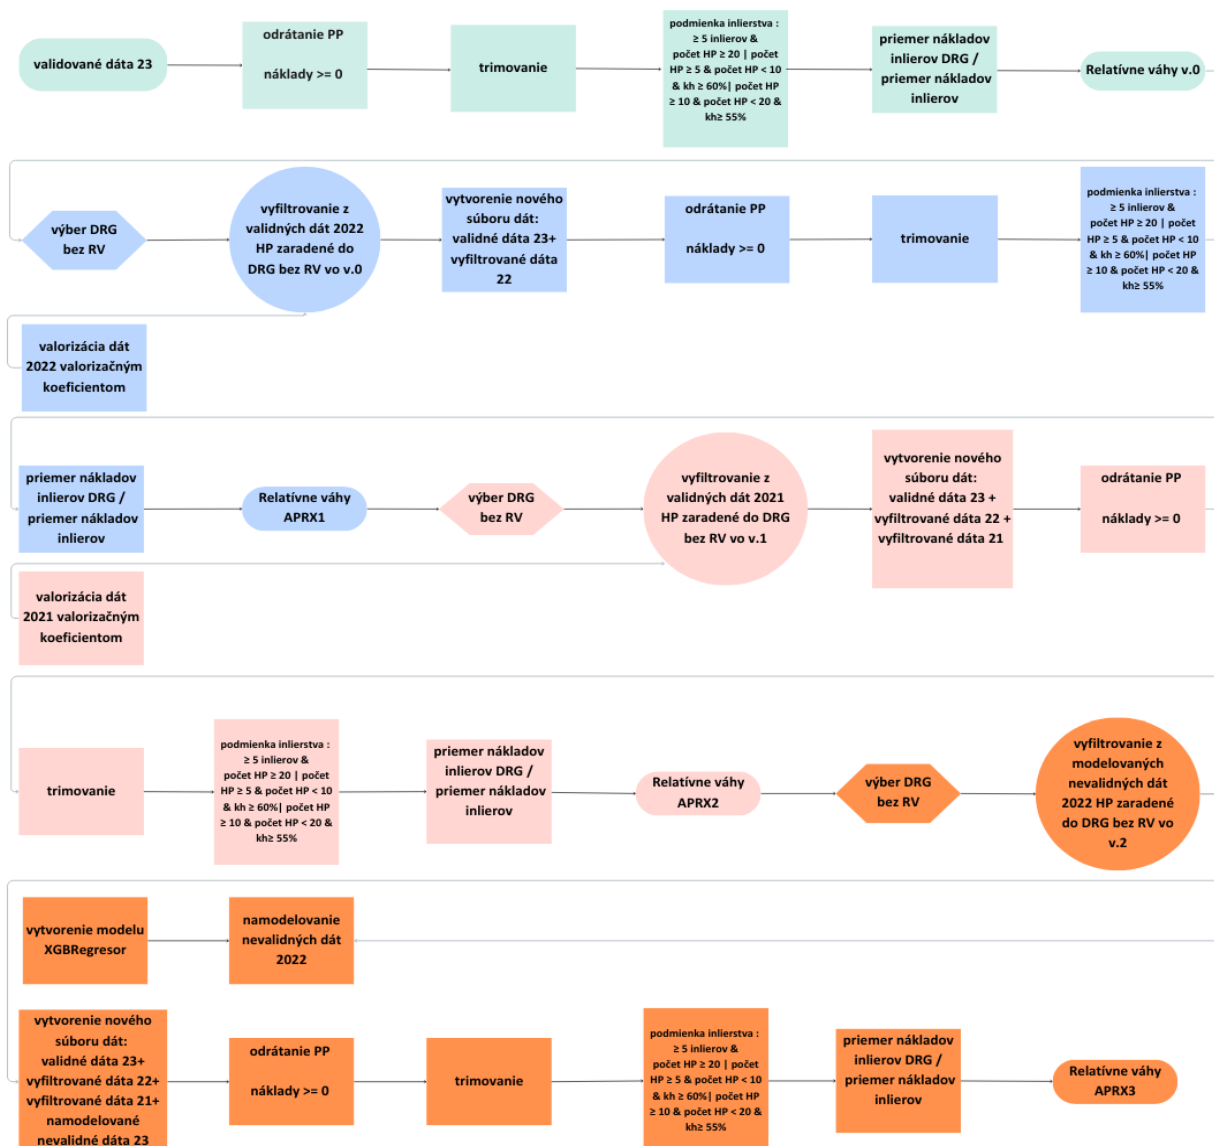 validované dáta 23
odrátanie PP
náklady >= 0
trimovanie
podmienka inlierstva :
≥ 5 inlierov &
počet HP ≥ 20 | počet
HP ≥ 5 & počet HP < 10
& kh ≥ 60%| počet HP
≥ 10 & počet HP < 20 &
kh≥ 55%
priemer nákladov
inlierov DRG /
priemer nákladov
inlierov
Relatívne váhy v.0
výber DRG
bez RV
vyfiltrovanie z
validných dát 2022
HP zaradené do
DRG bez RV vo v.0
vytvorenie nového
súboru dát:
validné dáta 23+
vyfiltrované dáta
22
odrátanie PP
náklady >= 0
trimovanie
podmienka inlierstva :
≥ 5 inlierov &
počet HP ≥ 20 | počet
HP ≥ 5 & počet HP < 10
& kh ≥ 60%| počet HP
≥ 10 & počet HP < 20 &
kh≥ 55%
valorizácia dát
2022 valorizačným
koeficientom
priemer nákladov
inlierov DRG /
priemer nákladov
inlierov
Relatívne váhy
APRX1
výber DRG
bez RV
vyfiltrovanie z
validných dát 2021
HP zaradené do DRG
bez RV vo v.1
vytvorenie nového
súboru dát:
validné dáta 23 +
vyfiltrované dáta 22 +
vyfiltrované dáta 21
odrátanie PP
náklady >= 0
valorizácia dát
2021 valorizačným
koeficientom
trimovanie
podmienka inlierstva :
≥ 5 inlierov &
počet HP ≥ 20 | počet
HP ≥ 5 & počet HP < 10
& kh ≥ 60%| počet HP
≥ 10 & počet HP < 20 &
kh≥ 55%
priemer nákladov
inlierov DRG /
priemer nákladov
inlierov
Relatívne váhy
APRX2
výber DRG
bez RV
vyfiltrovanie z
modelovaných
nevalidných dát
2022 HP zaradené
do DRG bez RV vo
v.2
vytvorenie modelu
XGBRegresor
namodelovanie
nevalidných dát
2022
vytvorenie nového
súboru dát:
validné dáta 23+
vyfiltrované dáta 22+
vyfiltrované dáta 21+
namodelované
nevalidné dáta 23
odrátanie PP
náklady >= 0
trimovanie
podmienka inlierstva :
≥ 5 inlierov &
počet HP ≥ 20 | počet
HP ≥ 5 & počet HP < 10
& kh ≥ 60%| počet HP
≥ 10 & počet HP < 20 &
kh≥ 55%
priemer nákladov
inlierov DRG /
priemer nákladov
inlierov
Relatívne váhy
APRX3